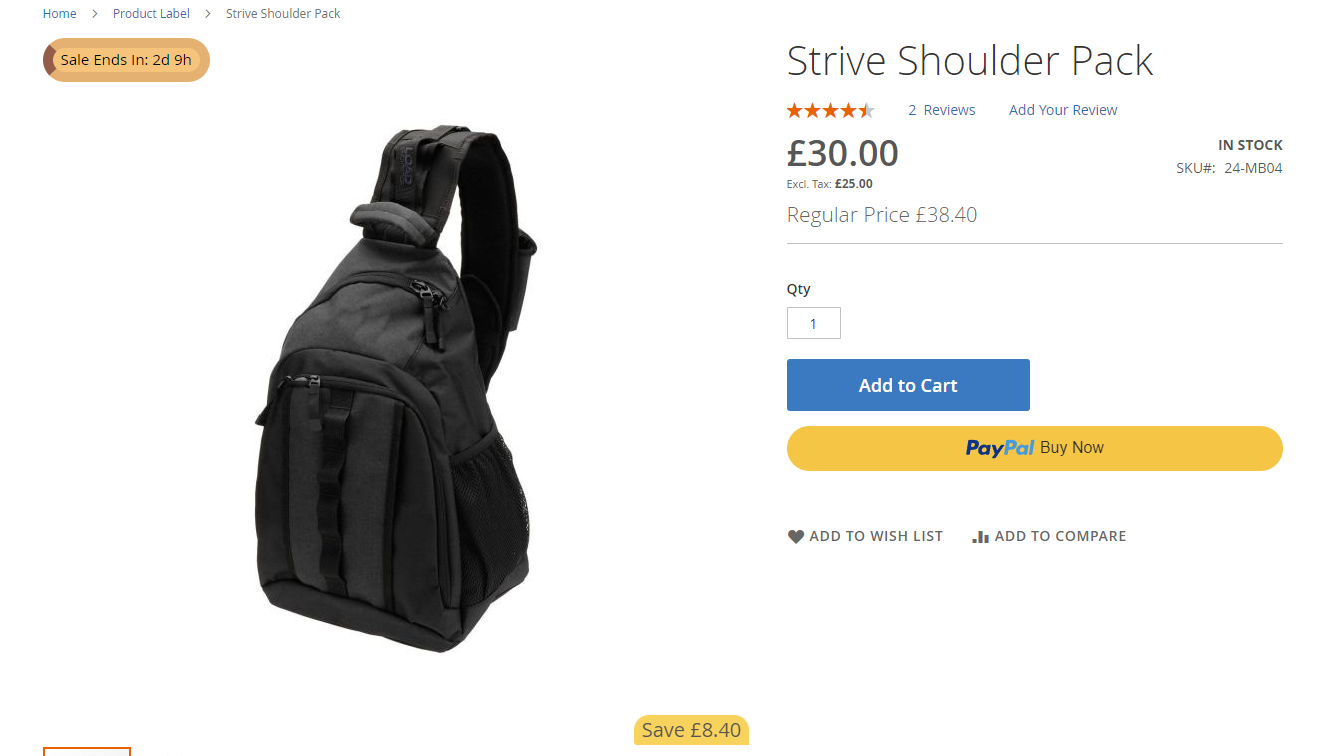 Home > Product Label > Strive Shoulder Pack
Sale Ends In: 2d 9h
Strive Shoulder Pack
2 Reviews Add Your Review
£30.00
IN STOCK
Excl. Tax: £25.00
SKU#: 24-MB04
Regular Price £38.40
Qty
1
Add to Cart
PayPal Buy Now
ADD TO WISH LIST ADD TO COMPARE
LOAD
Save £8.40